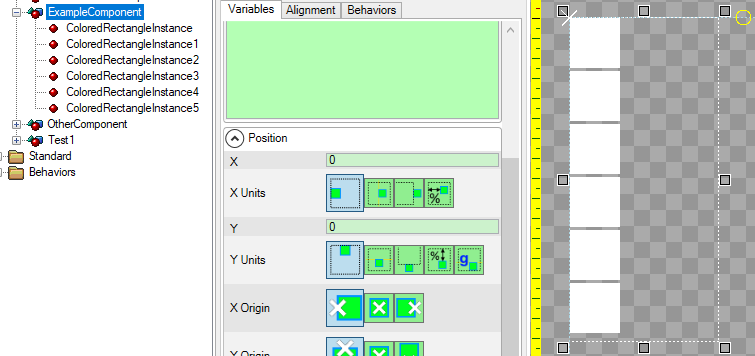 ExampleComponent
ColoredRectangleInstance
ColoredRectangleInstance1
ColoredRectangleInstance2
ColoredRectangleInstance3
ColoredRectangleInstance4
ColoredRectangleInstance5
OtherComponent
Test1
Standard
Behaviors
Variables Alignment Behaviors
Position
X 0
X Units %
Y 0
Y Units % g
X Origin
Y Origin